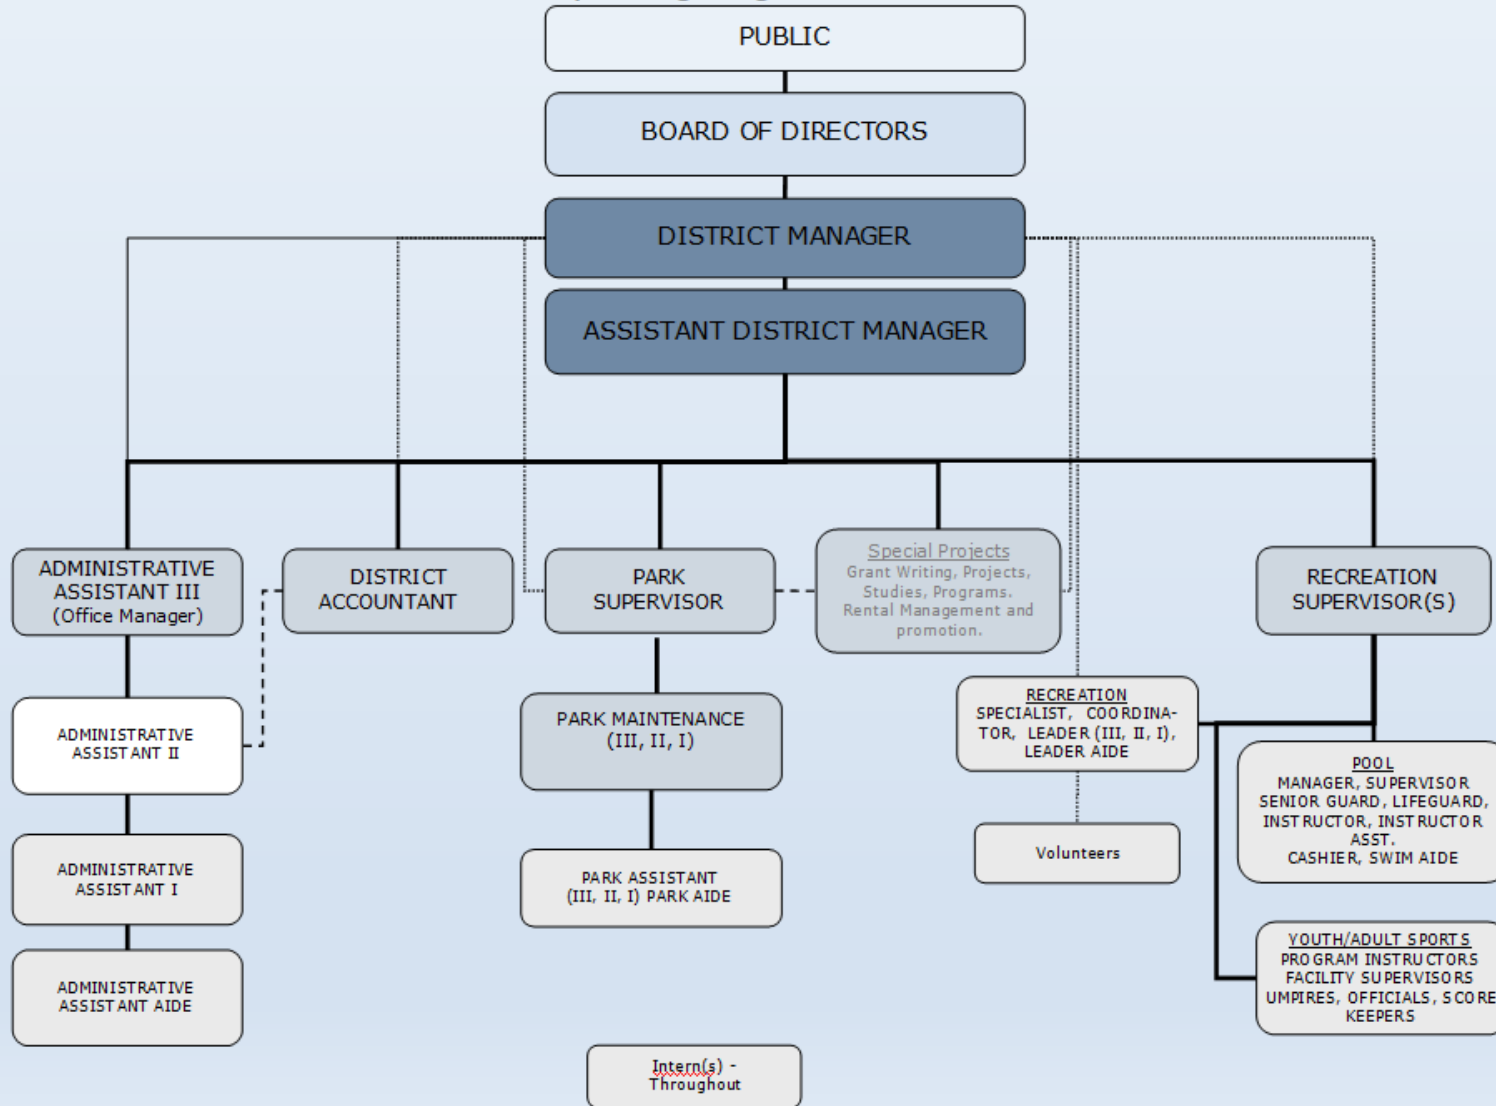 PUBLIC
BOARD OF DIRECTORS
DISTRICT MANAGER
ASSISTANT DISTRICT MANAGER
ADMINISTRATIVE
ASSISTANT III
(Office Manager)
DISTRICT
ACCOUNTANT
PARK
SUPERVISOR
Special Projects
Grant Writing, Projects,
Studies, Programs.
Rental Management and
promotion.
RECREATION
SUPERVISOR(S)
ADMINISTRATIVE
ASSISTANT II
PARK MAINTENANCE
(III, II, I)
RECREATION
SPECIALIST, COORDINA-
TOR, LEADER (III, II, I),
LEADER AIDE
POOL
MANAGER, SUPERVISOR
SENIOR GUARD, LIFEGUARD,
INSTRUCTOR, INSTRUCTOR
ASST.
CASHIER, SWIM AIDE
ADMINISTRATIVE
ASSISTANT I
PARK ASSISTANT
(III, II, I) PARK AIDE
Volunteers
YOUTH/ADULT SPORTS
PROGRAM INSTRUCTORS
FACILITY SUPERVISORS
UMPIRES, OFFICIALS, SCORE
KEEPERS
ADMINISTRATIVE
ASSISTANT AIDE
Intern(s) -
Throughout